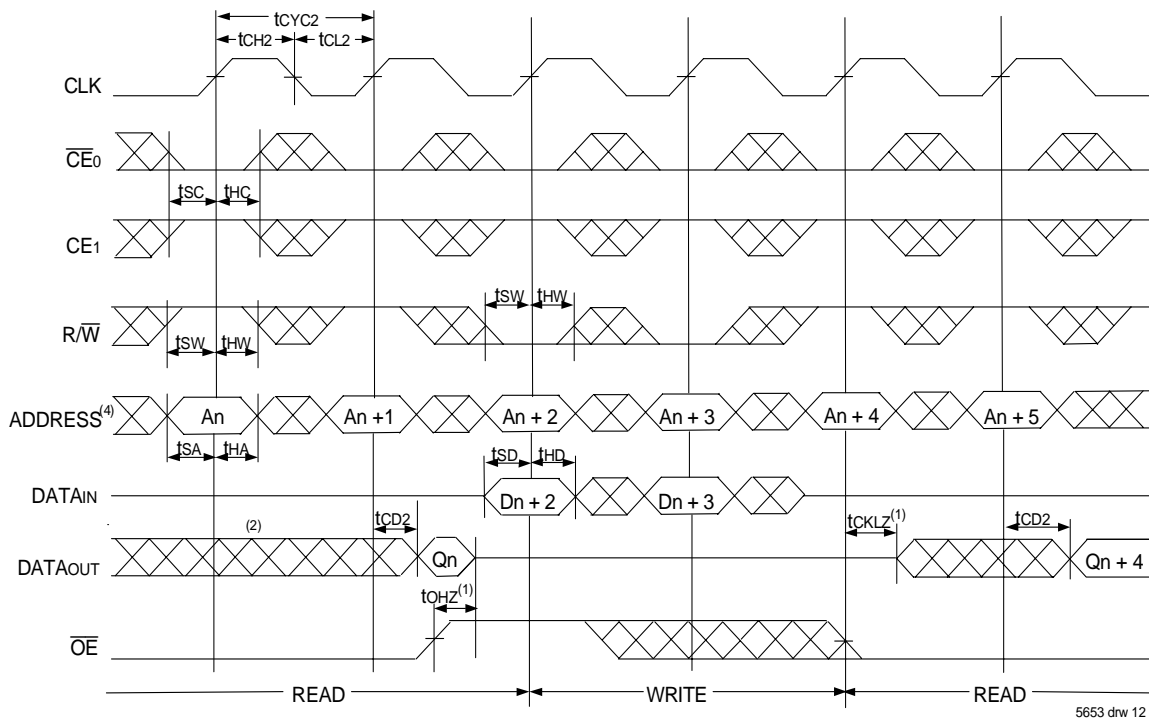 tCYC2
tCH2 tCL2
CLK
CE0
tSC tHC
CE1
tSW tHW
R/W
tSW tHW
ADDRESS(4) An An + 1 An + 2 An + 3 An + 4 An + 5
tSA tHA tSD tHD
DATAIN Dn + 2 Dn + 3
(2) tCD2 tCKLZ(1) tCD2
DATAOUT Qn Qn + 4
tOHZ(1)
OE
READ WRITE READ
5653 drw 12